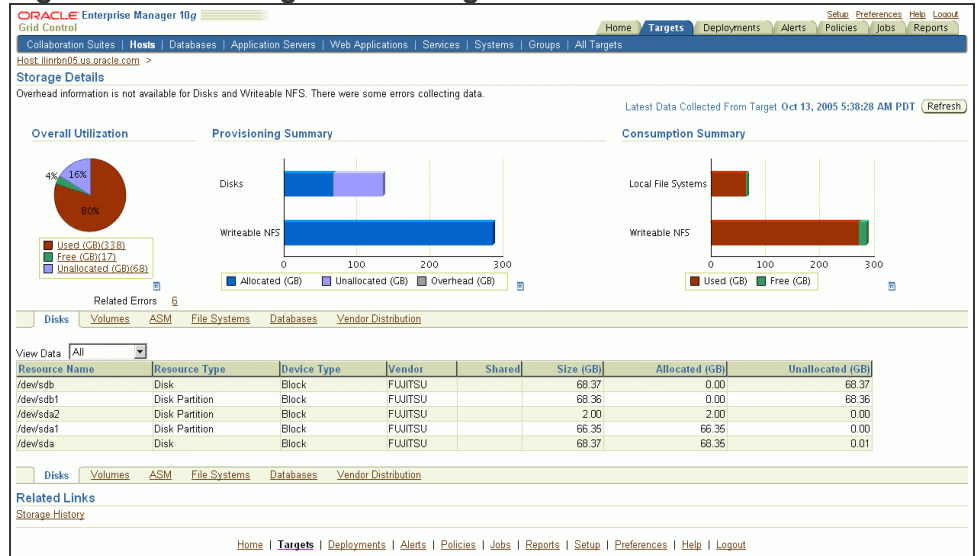 ORACLE Enterprise Manager 10g
Grid Control
Setup Preferences Help Logout
Home Targets Deployments Alerts Policies Jobs Reports
Collaboration Suites | Hosts | Databases | Application Servers | Web Applications | Services | Systems | Groups | All Targets
Host: ilinrbn05.us.oracle.com >
Storage Details
Overhead information is not available for Disks and Writeable NFS. There were some errors collecting data.
Latest Data Collected From Target Oct 13, 2005 5:38:28 AM PDT Refresh
Overall Utilization
4%
16%
80%
Used (GB)(338)
Free (GB)(17)
Unallocated (GB)(68)
Related Errors 6
Provisioning Summary
Disks
Writeable NFS
0 100 200 300
Allocated (GB) Unallocated (GB) Overhead (GB)
Consumption Summary
Local File Systems
Writeable NFS
0 100 200 300
Used (GB) Free (GB)
Disks Volumes ASM File Systems Databases Vendor Distribution
View Data All
Resource Name Resource Type Device Type Vendor Shared Size (GB) Allocated (GB) Unallocated (GB)
/dev/sdb Disk Block FUJITSU 68.37 0.00 68.37
/dev/sdb1 Disk Partition Block FUJITSU 68.36 0.00 68.36
/dev/sda2 Disk Partition Block FUJITSU 2.00 2.00 0.00
/dev/sda1 Disk Partition Block FUJITSU 66.35 66.35 0.00
/dev/sda Disk Block FUJITSU 68.37 68.35 0.01
Disks Volumes ASM File Systems Databases Vendor Distribution
Related Links
Storage History
Home | Targets | Deployments | Alerts | Policies | Jobs | Reports | Setup | Preferences | Help | Logout